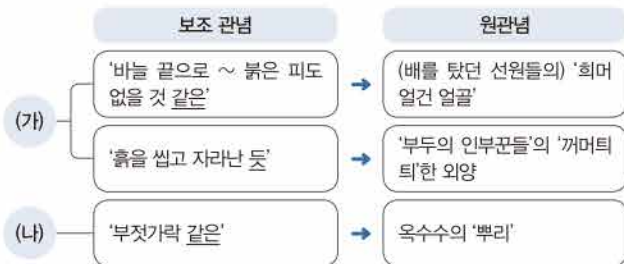 보조 관념
원관념
(가)
‘바늘 끝으로 ~ 붉은 피도
없을 것 같은’
(배를 탔던 선원들의) ‘희머
얼건 얼골’
‘흙을 씹고 자라난 듯’
‘부두의 인부꾼들’의 ‘꺼머틱
틱’한 외양
(나)
‘부젓가락 같은’
옥수수의 ‘뿌리’